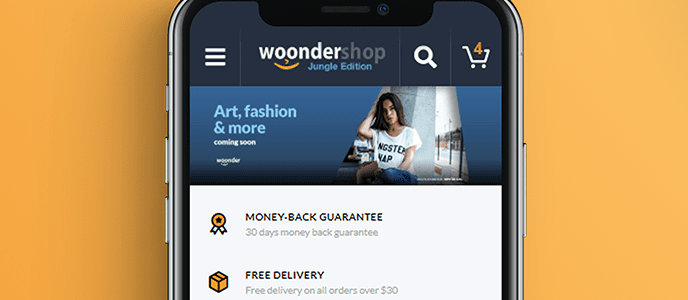 woondershop
Jungle Edition
4
Art, fashion
& more
coming soon
woonder
NGSTER
NAP
MONEY-BACK GUARANTEE
30 days money back guarantee
FREE DELIVERY
Free delivery on all orders over $30